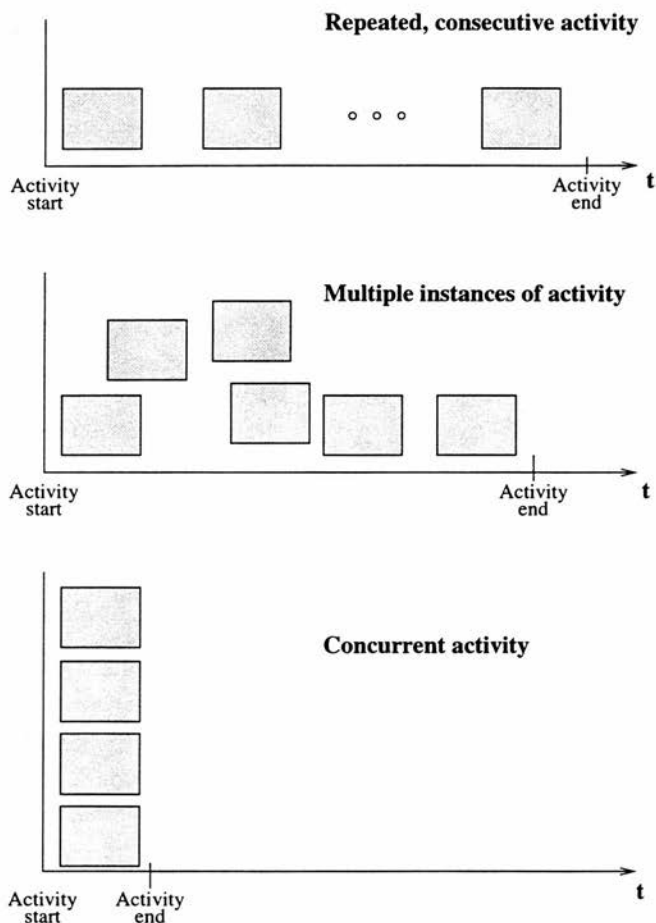 Repeated, consecutive activity
Activity
start
Activity
end
t
Multiple instances of activity
Activity
start
Activity
end
t
Concurrent activity
Activity
start
Activity
end
t